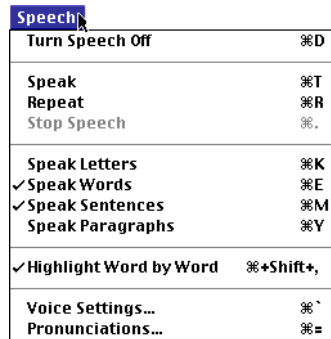 Speech
Turn Speech Off ⌘D
Speak ⌘T
Repeat ⌘R
Stop Speech ⌘.
Speak Letters ⌘K
✓Speak Words ⌘E
✓Speak Sentences ⌘M
Speak Paragraphs ⌘Y
✓Highlight Word by Word ⌘+Shift+,
Voice Settings... ⌘`
Pronunciations... ⌘=